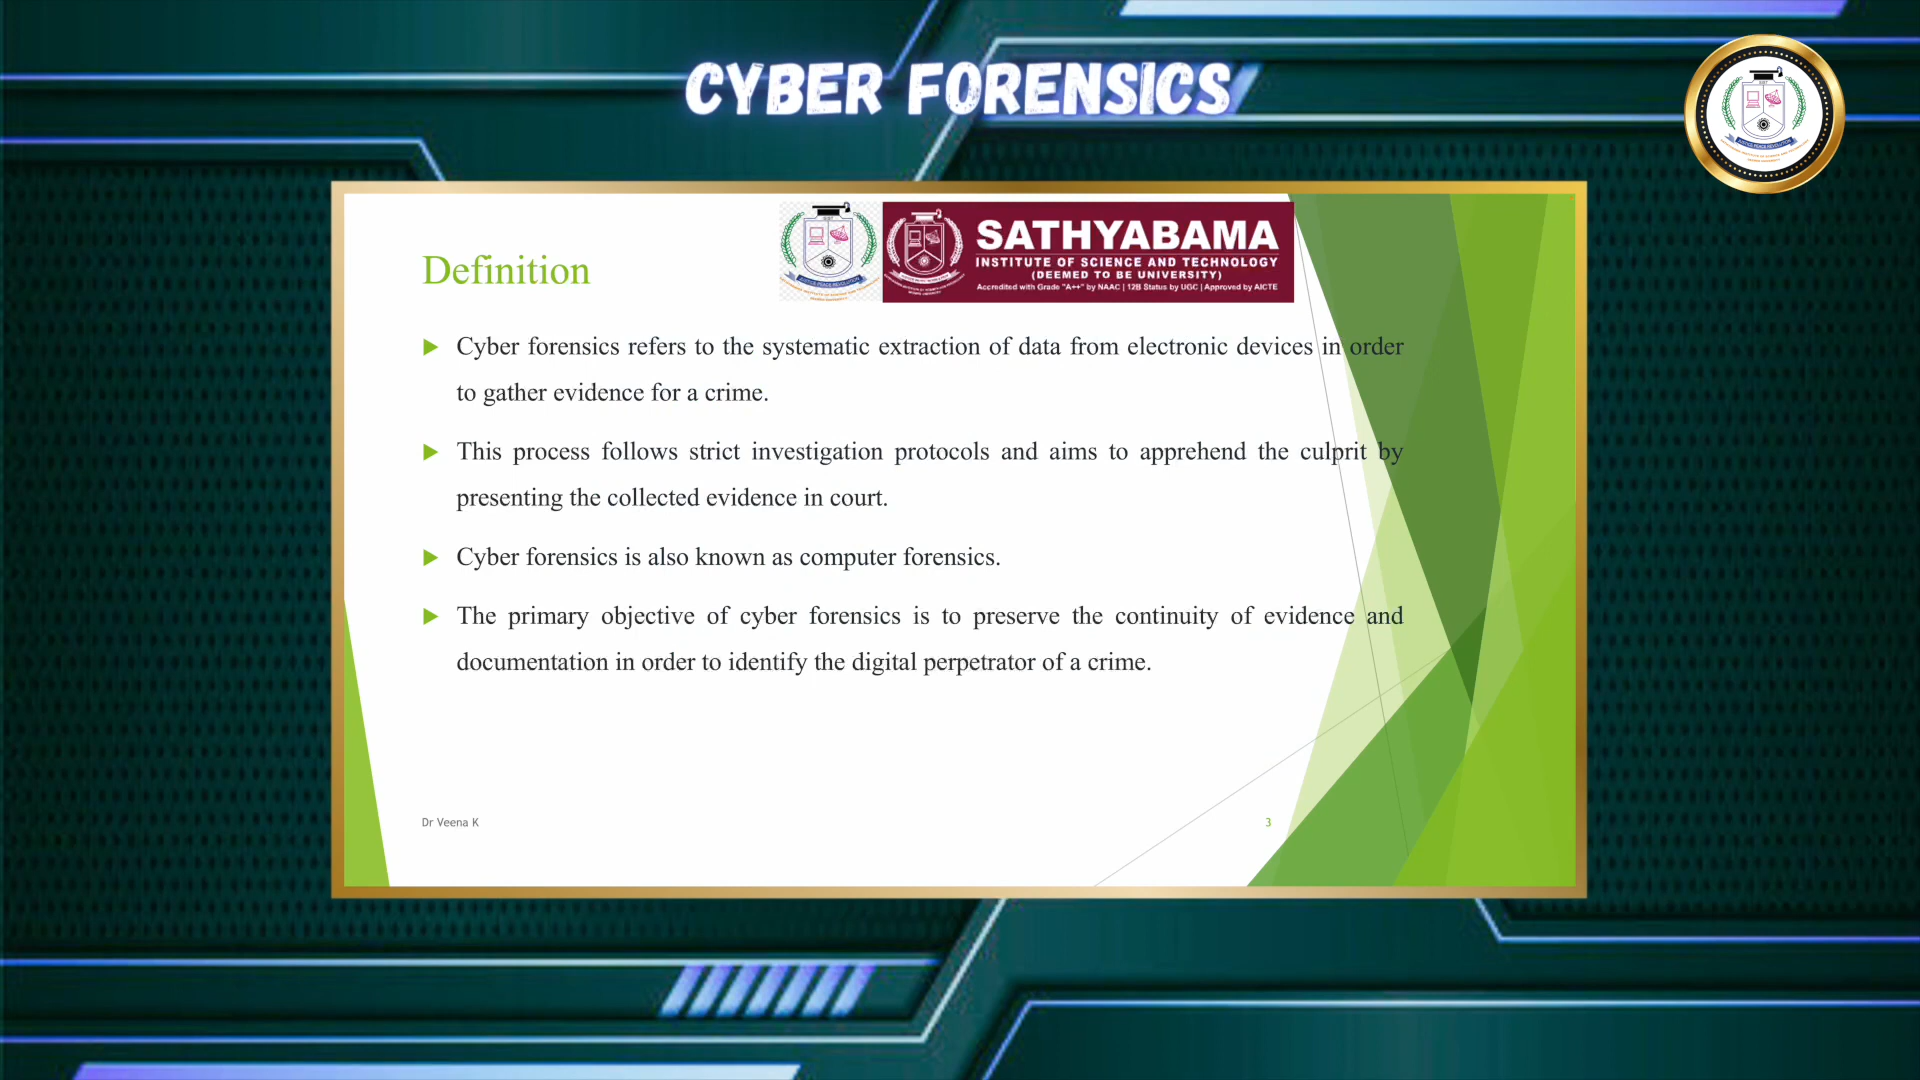 CYBER FORENSICS
SATHYABAMA
INSTITUTE OF SCIENCE AND TECHNOLOGY
(DEEMED TO BE UNIVERSITY)
Accredited with Grade "A++" by NAAC | 12B Status by UGC | Approved by AICTE
Definition
Cyber forensics refers to the systematic extraction of data from electronic devices in order
to gather evidence for a crime.
This process follows strict investigation protocols and aims to apprehend the culprit by
presenting the collected evidence in court.
Cyber forensics is also known as computer forensics.
The primary objective of cyber forensics is to preserve the continuity of evidence and
documentation in order to identify the digital perpetrator of a crime.
Dr Veena K
3